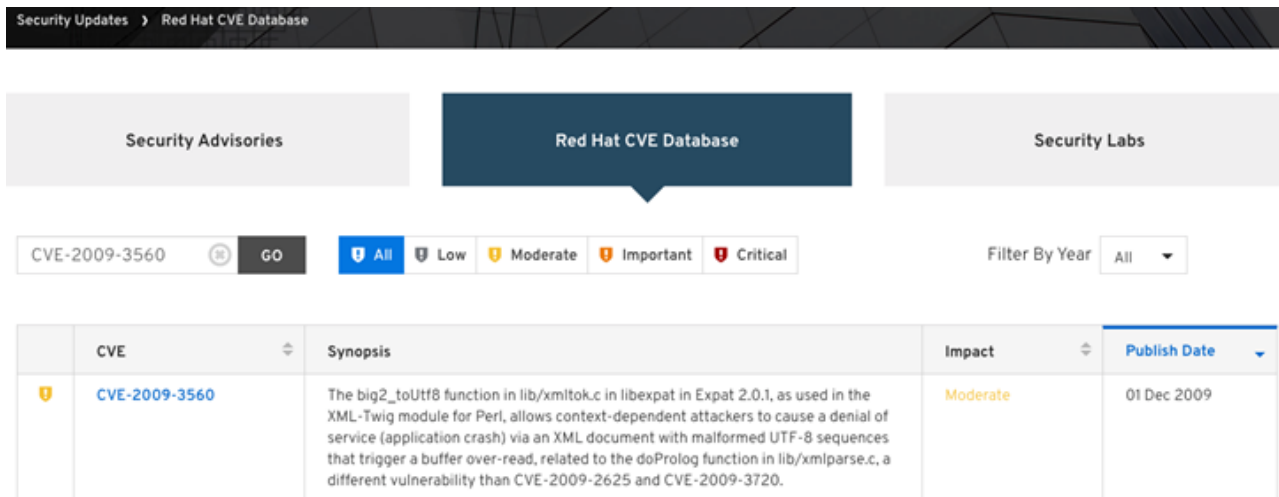 Security Updates ❯ Red Hat CVE Database
Security Advisories
Red Hat CVE Database
Security Labs
CVE-2009-3560
GO
All
Low
Moderate
Important
Critical
Filter By Year
All
CVE
Synopsis
Impact
Publish Date
CVE-2009-3560
The big2_toUtf8 function in lib/xmltok.c in libexpat in Expat 2.0.1, as used in the
XML-Twig module for Perl, allows context-dependent attackers to cause a denial of
service (application crash) via an XML document with malformed UTF-8 sequences
that trigger a buffer over-read, related to the doProlog function in lib/xmlparse.c, a
different vulnerability than CVE-2009-2625 and CVE-2009-3720.
Moderate
01 Dec 2009